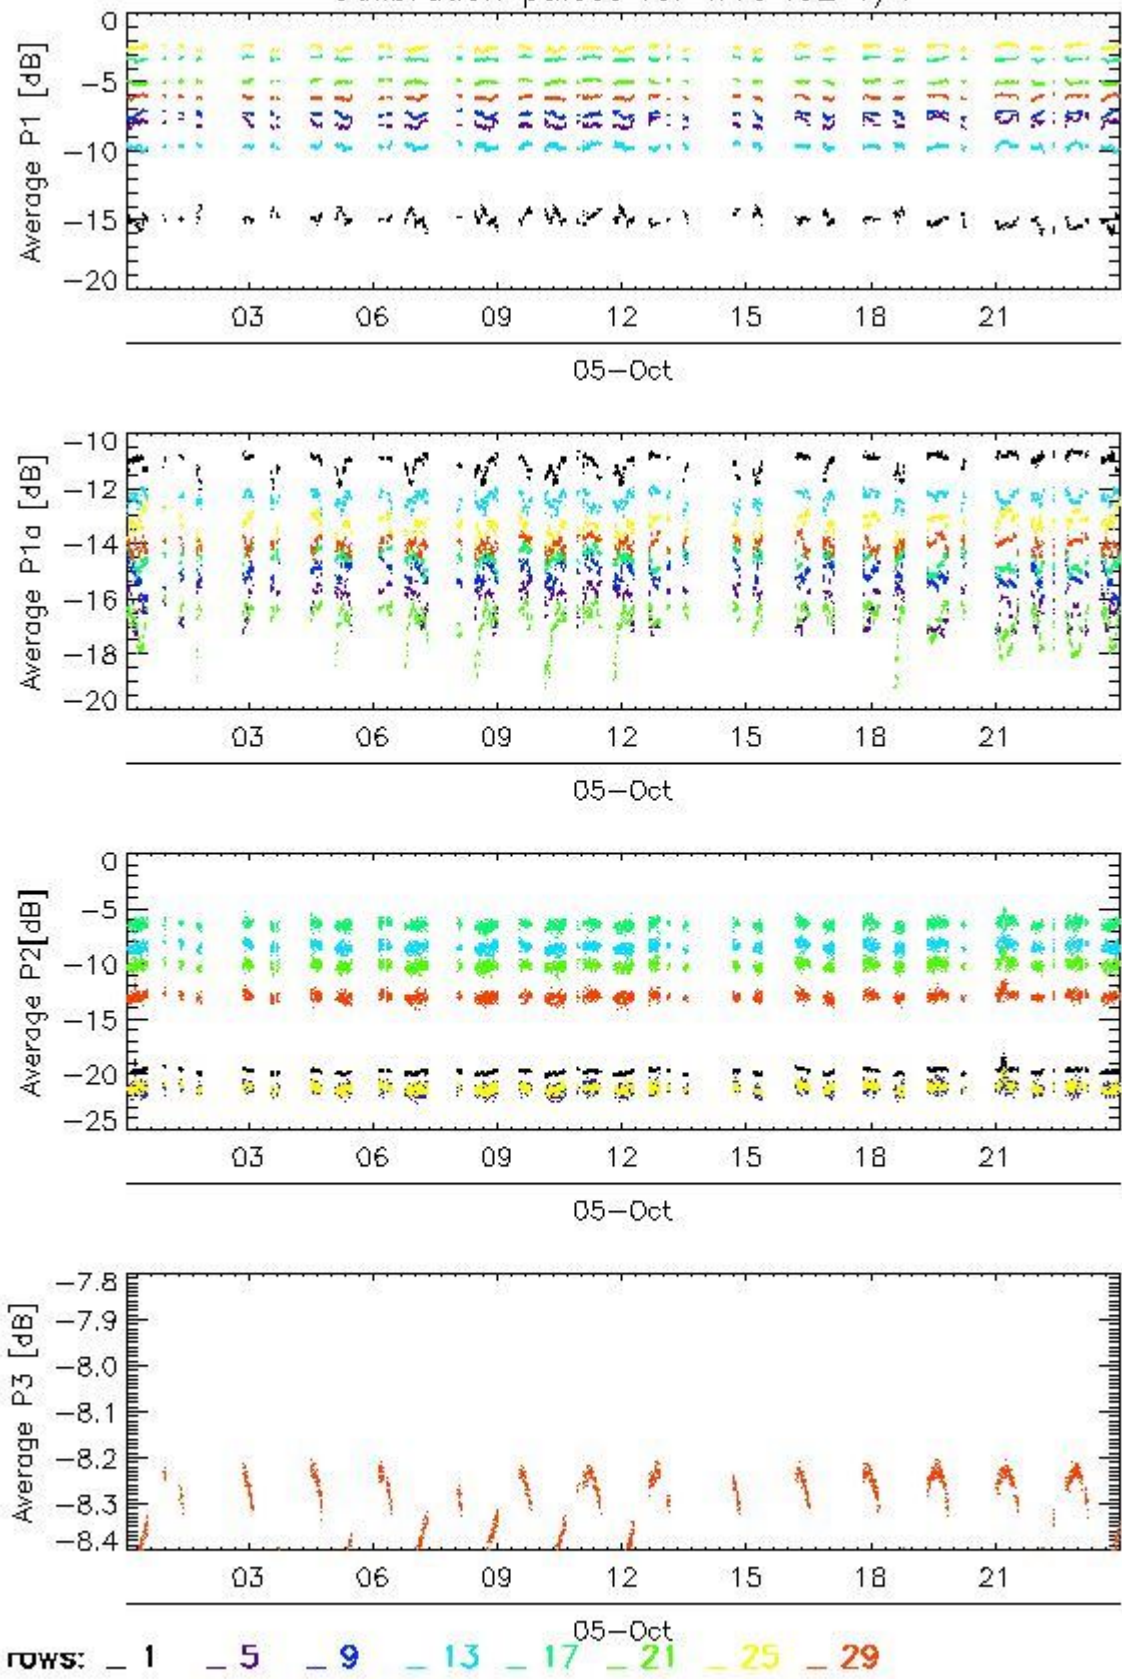 0
-5
-10
-15
-20
Average P1 [dB]
03 06 09 12 15 18 21
05-Oct
-10
-12
-14
-16
-18
-20
Average P1a [dB]
03 06 09 12 15 18 21
05-Oct
0
-5
-10
-15
-20
-25
Average P2[dB]
03 06 09 12 15 18 21
05-Oct
-7.8
-7.9
-8.0
-8.1
-8.2
-8.3
-8.4
Average P3 [dB]
03 06 09 12 15 18 21
05-Oct
rows: _ 1 _ 5 _ 9 _ 13 _ 17 _ 21 _ 25 _ 29